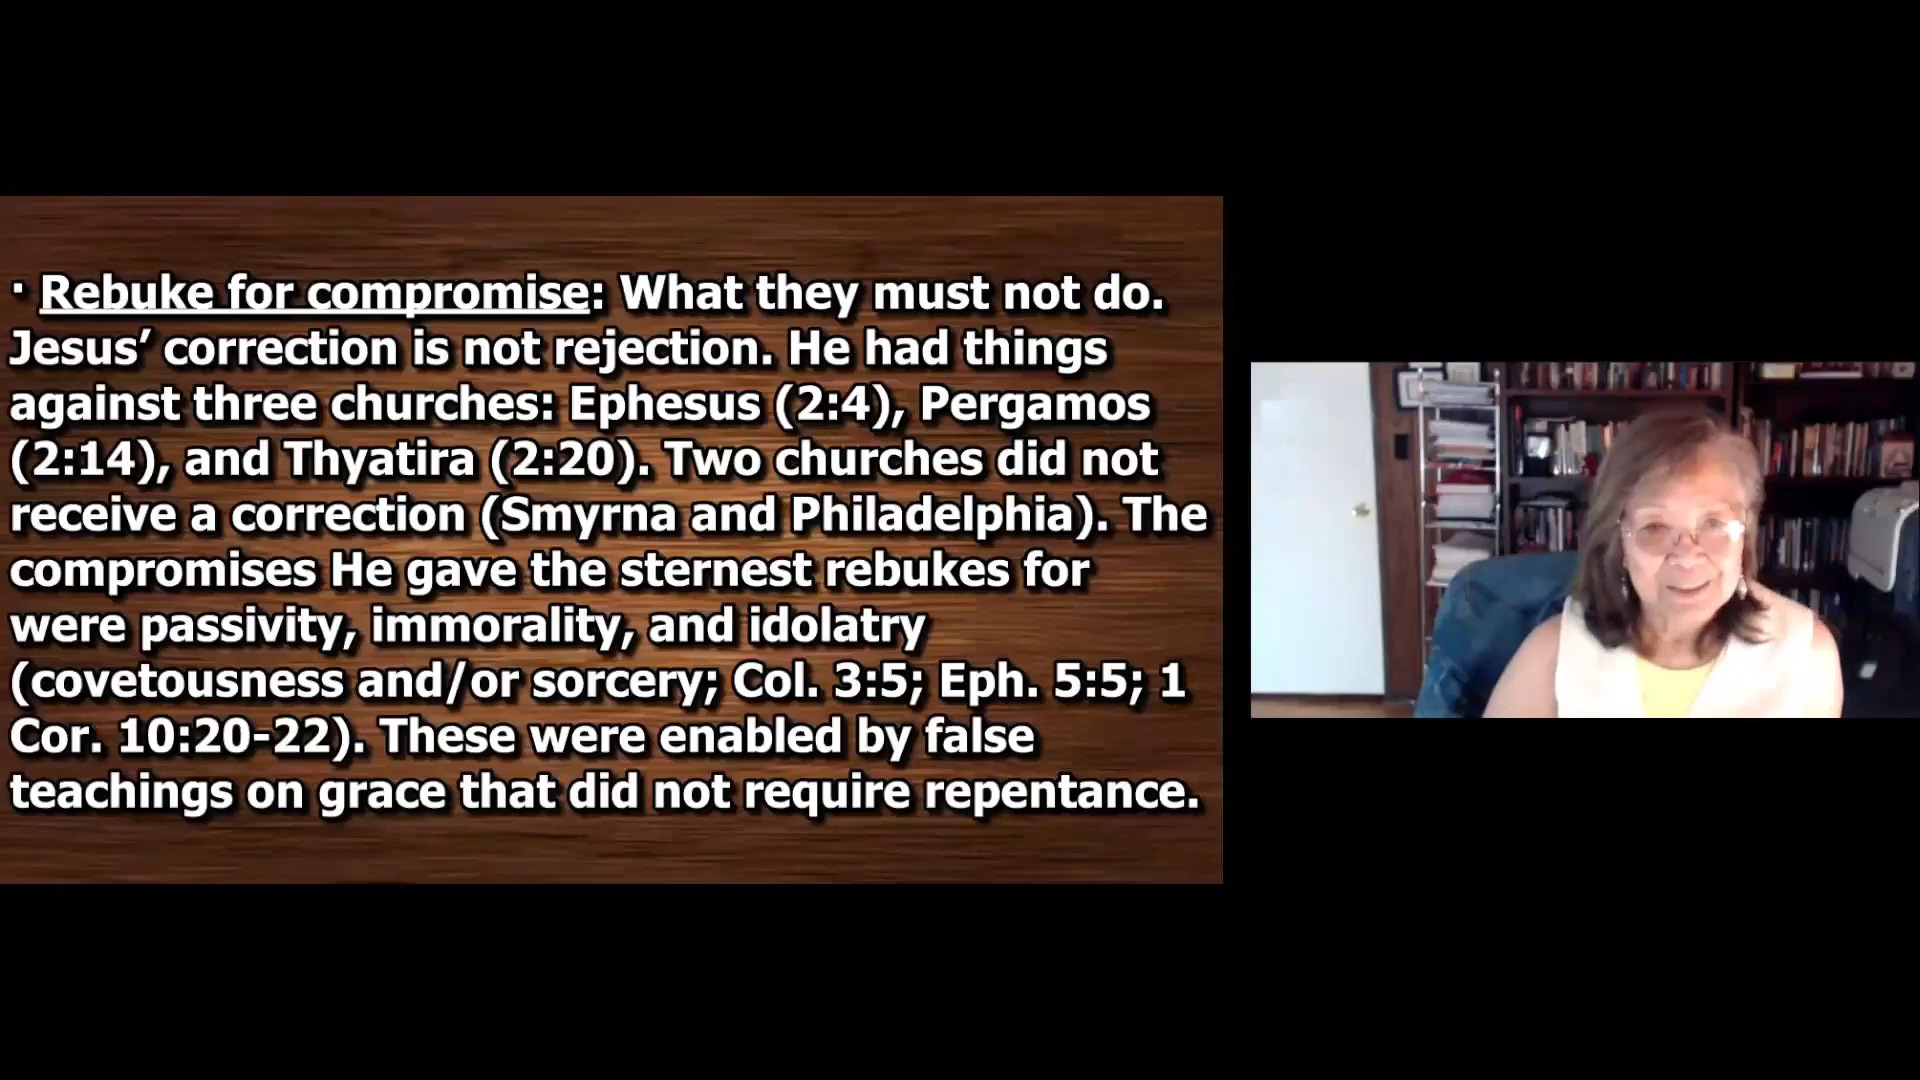 · Rebuke for compromise: What they must not do.
Jesus’ correction is not rejection. He had things
against three churches: Ephesus (2:4), Pergamos
(2:14), and Thyatira (2:20). Two churches did not
receive a correction (Smyrna and Philadelphia). The
compromises He gave the sternest rebukes for
were passivity, immorality, and idolatry
(covetousness and/or sorcery; Col. 3:5; Eph. 5:5; 1
Cor. 10:20-22). These were enabled by false
teachings on grace that did not require repentance.